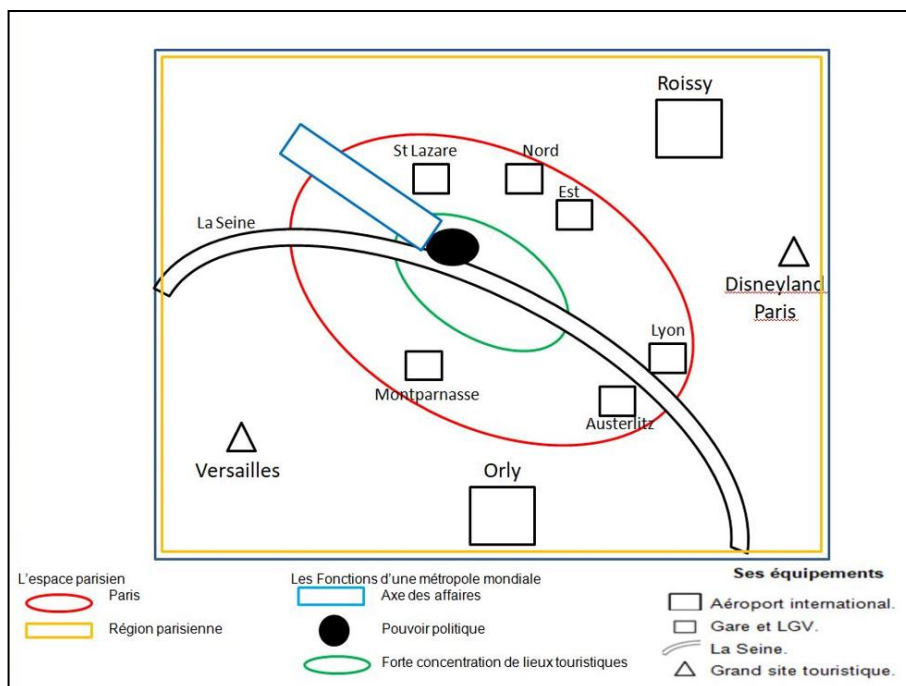 Roissy
St Lazare
Nord
Est
La Seine
Disneyland
Paris
Lyon
Montparnasse
Austerlitz
Versailles
Orly
L'espace parisien
Paris
Région parisienne
Les Fonctions d'une métropole mondiale
Axe des affaires
Pouvoir politique
Forte concentration de lieux touristiques
Ses équipements
Aéroport international.
Gare et LGV.
La Seine.
Grand site touristique.